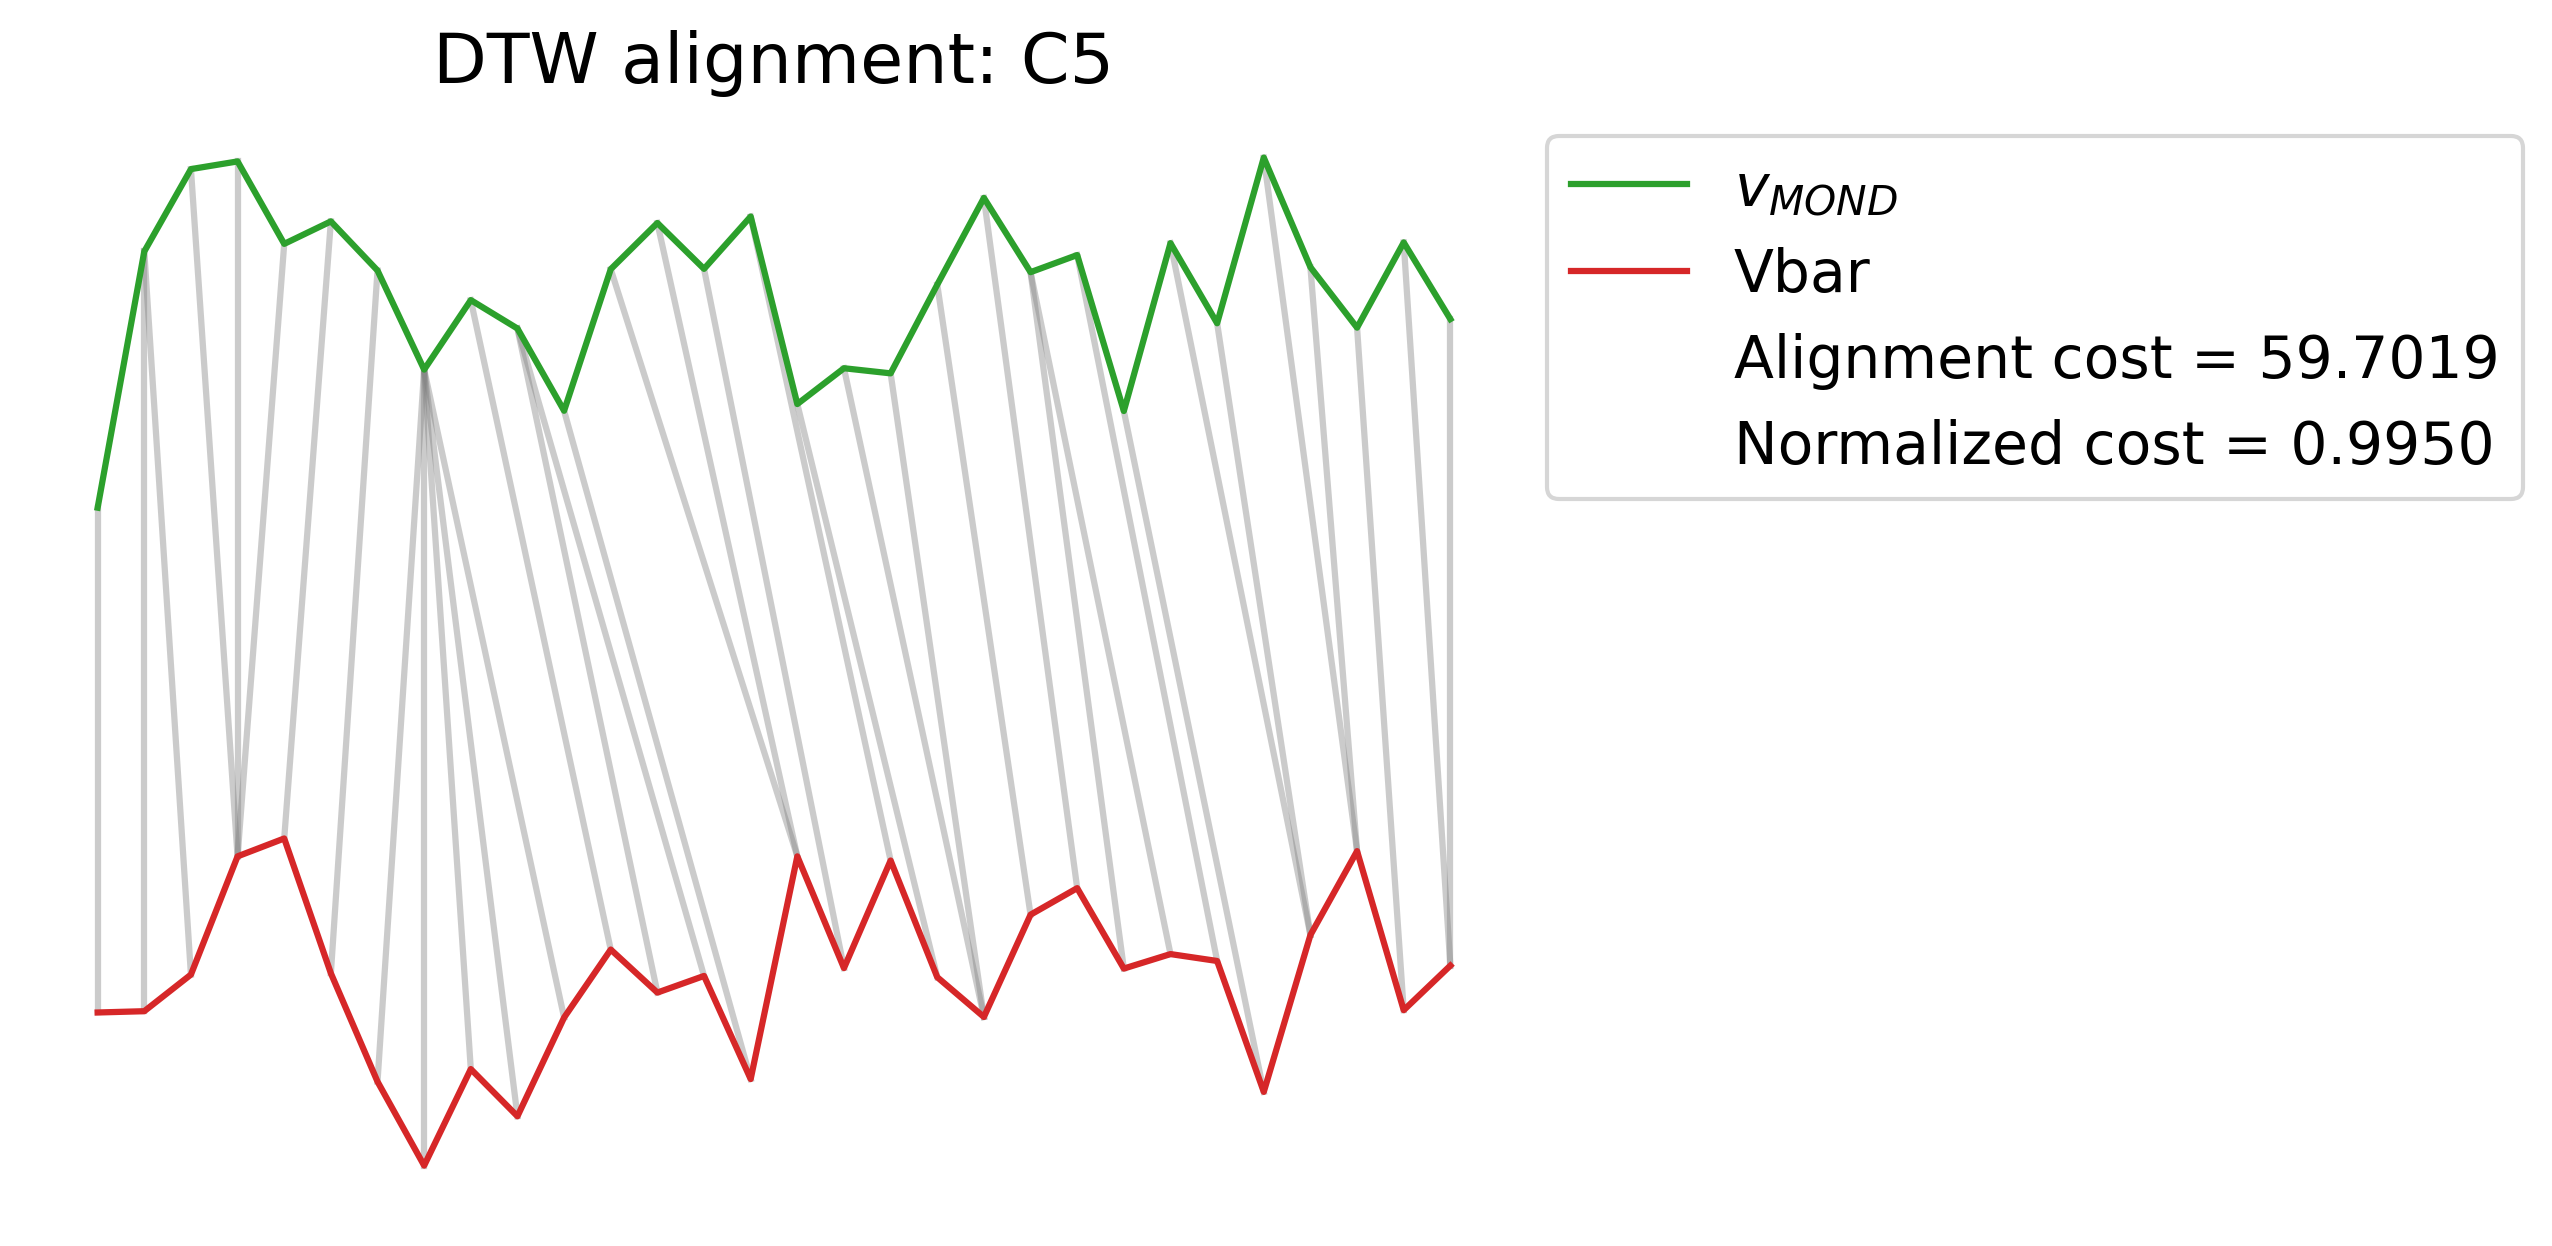 DTW alignment: C5
v_MOND
Vbar
Alignment cost = 59.7019
Normalized cost = 0.9950